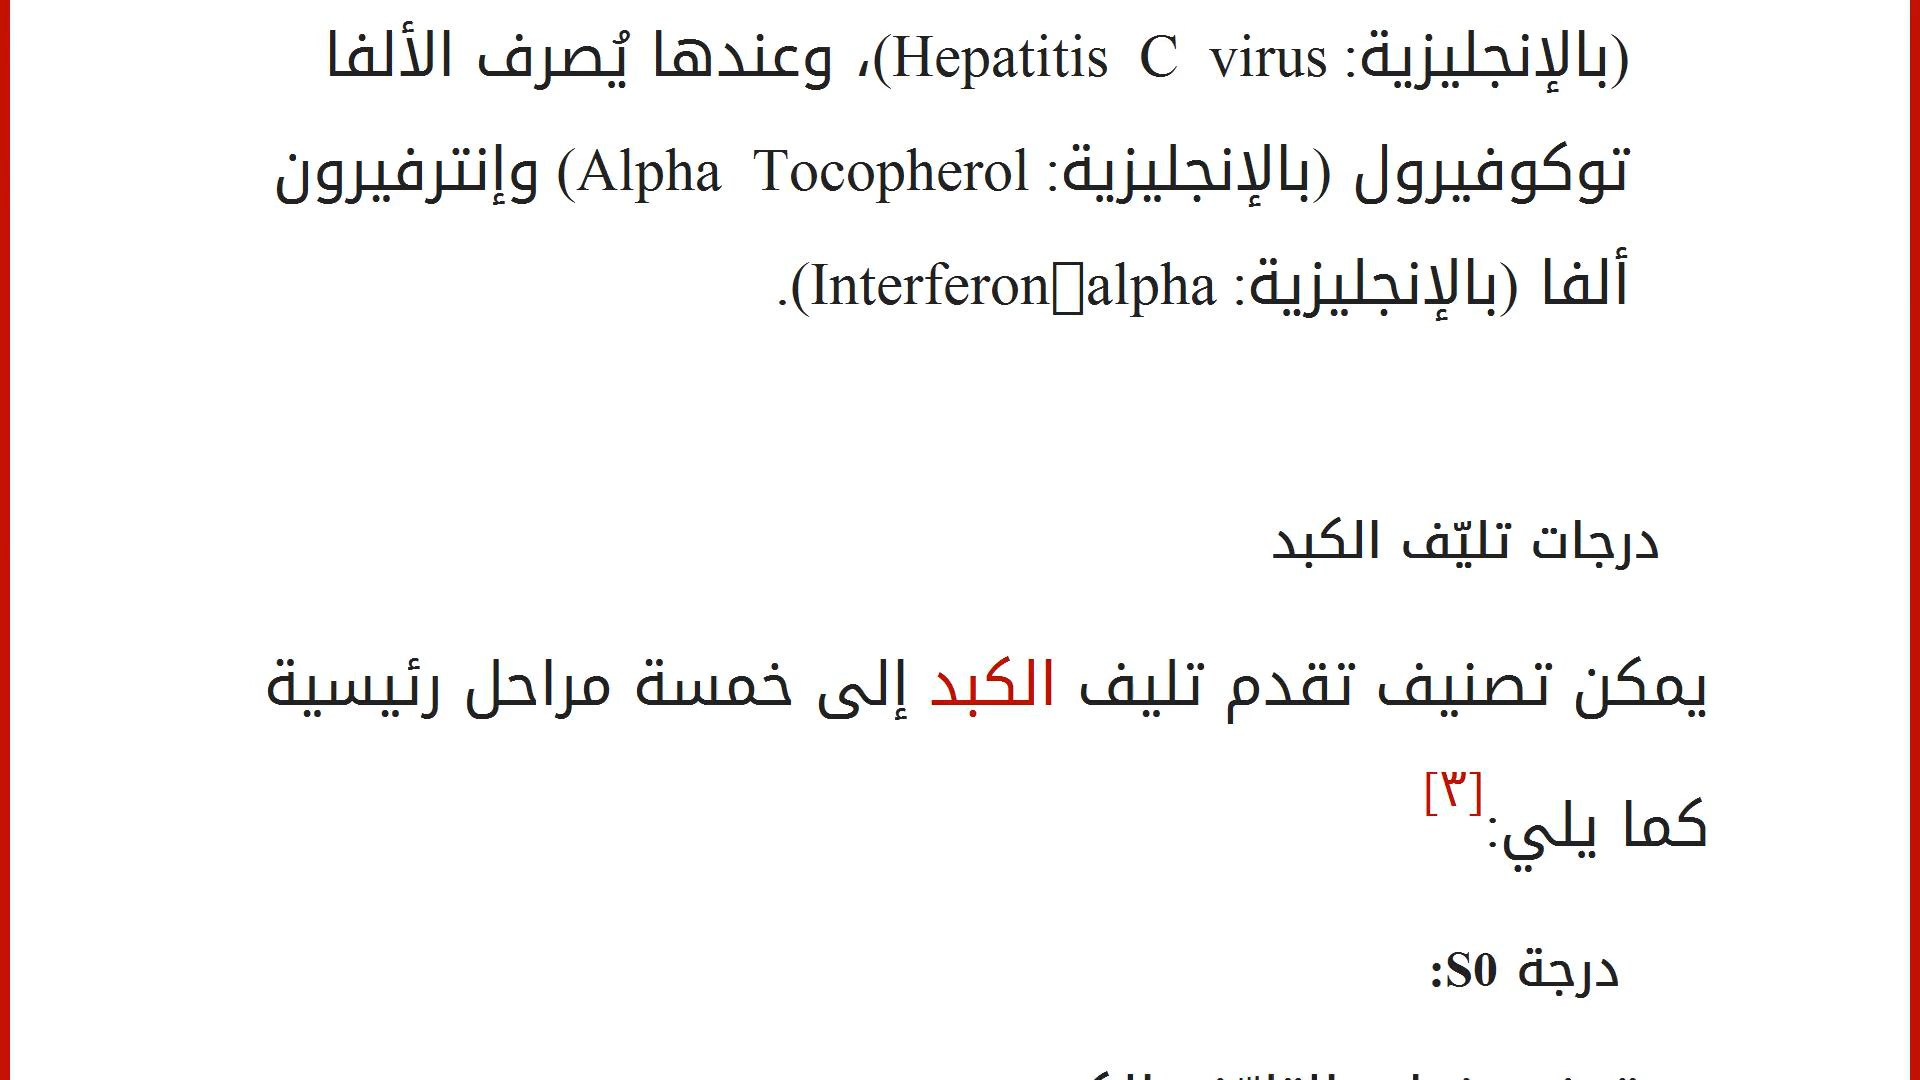 (بالإنجليزية: Hepatitis C virus)، وعندها يُصرف الألفا
توكوفيرول (بالإنجليزية: Alpha Tocopherol) وإنترفيرون
ألفا (بالإنجليزية: Interferon▯alpha).
درجات تليّف الكبد
يمكن تصنيف تقدم تليف الكبد إلى خمسة مراحل رئيسية
كما يلي:[٣]
درجة S0: